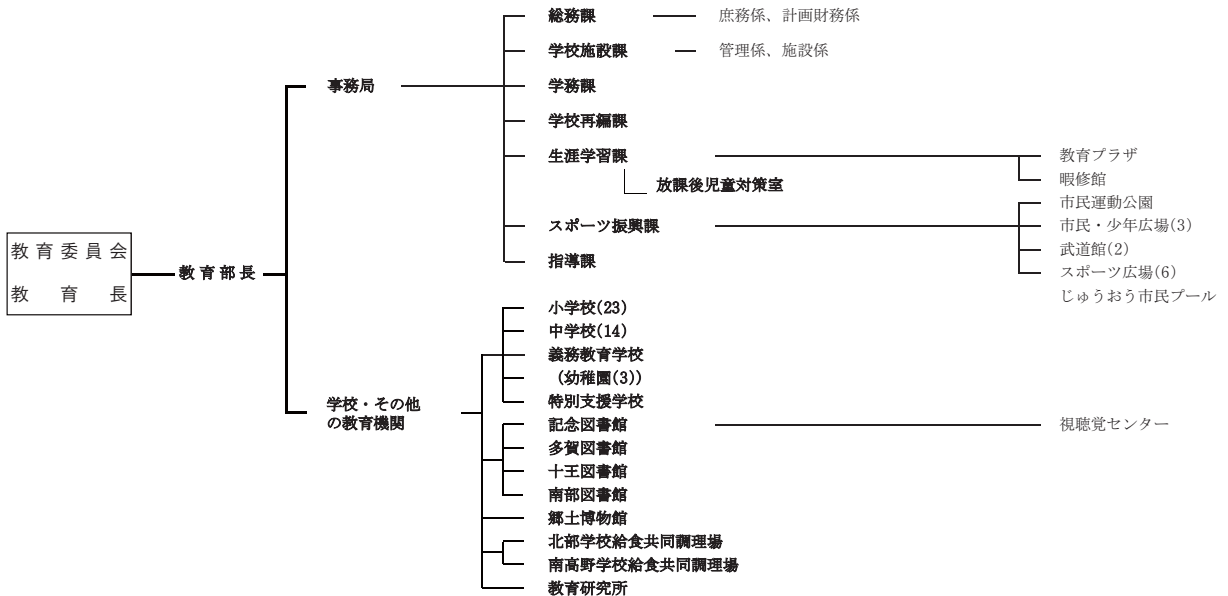 総務課 庶務係、計画財務係
学校施設課 管理係、施設係
事務局 学務課
学校再編課
生涯学習課 教育プラザ
暇修館
放課後児童対策室
市民運動公園
スポーツ振興課 市民・少年広場(3)
武道館(2)
指導課
スポーツ広場(6)
じゅうおう市民プール
教育委員会
教育長
教育部長
小学校(23)
中学校(14)
義務教育学校
(幼稚園(3))
特別支援学校
学校・その他
の教育機関
記念図書館 視聴覚センター
多賀図書館
十王図書館
南部図書館
郷土博物館
北部学校給食共同調理場
南高野学校給食共同調理場
教育研究所